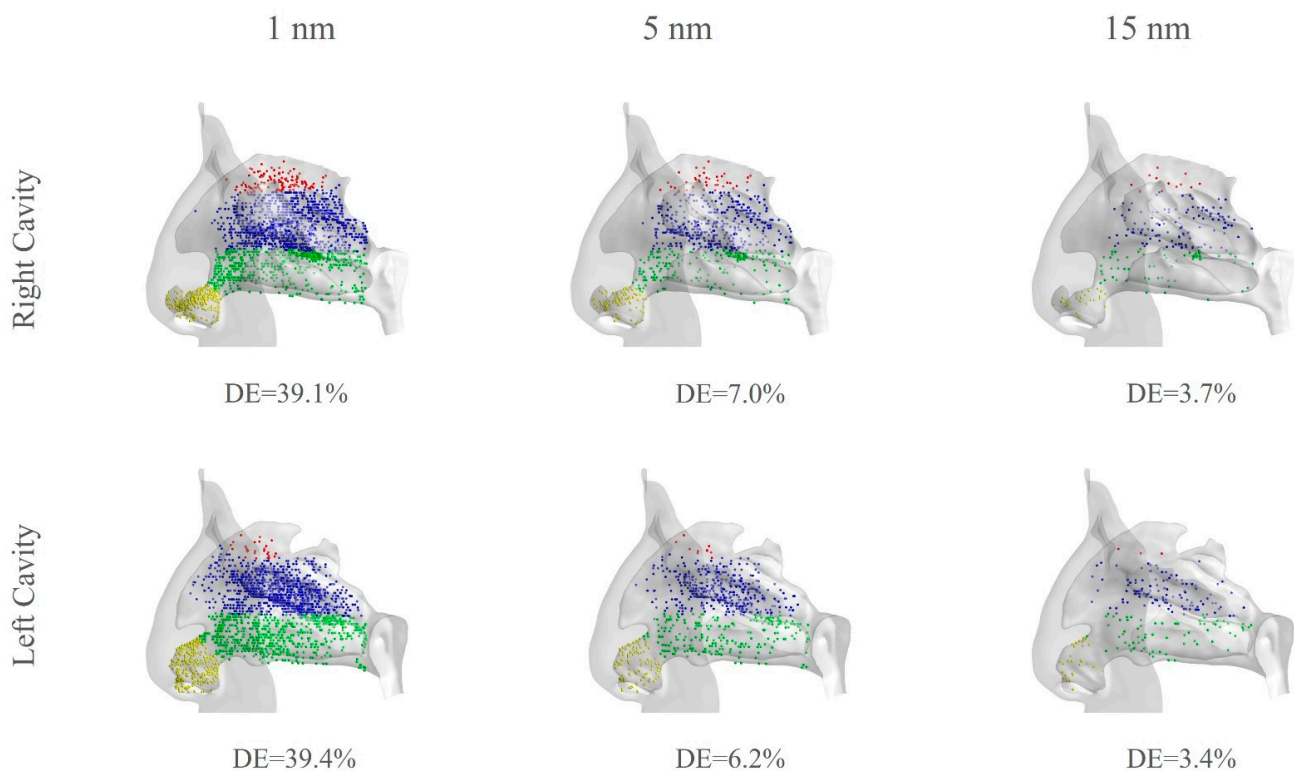 1 nm
5 nm
15 nm
Right Cavity
DE=39.1%
DE=7.0%
DE=3.7%
Left Cavity
DE=39.4%
DE=6.2%
DE=3.4%